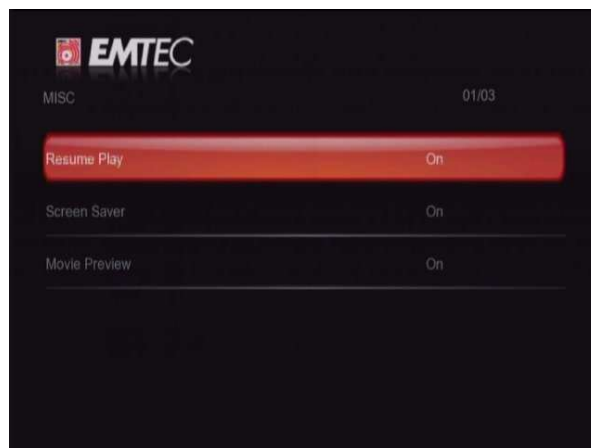 EMTEC
MISC 01/03
Resume Play On
Screen Saver On
Movie Preview On